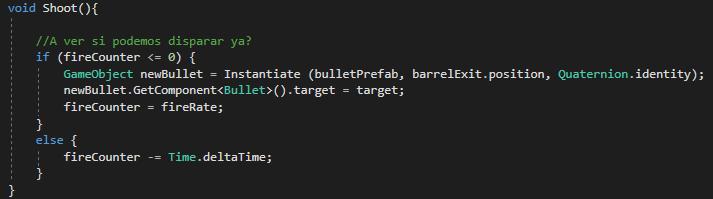 void Shoot(){
//A ver si podemos disparar ya?
if (fireCounter <= 0) {
GameObject newBullet = Instantiate (bulletPrefab, barrelExit.position, Quaternion.identity);
newBullet.GetComponent<Bullet>().target = target;
fireCounter = fireRate;
}
else {
fireCounter -= Time.deltaTime;
}
}